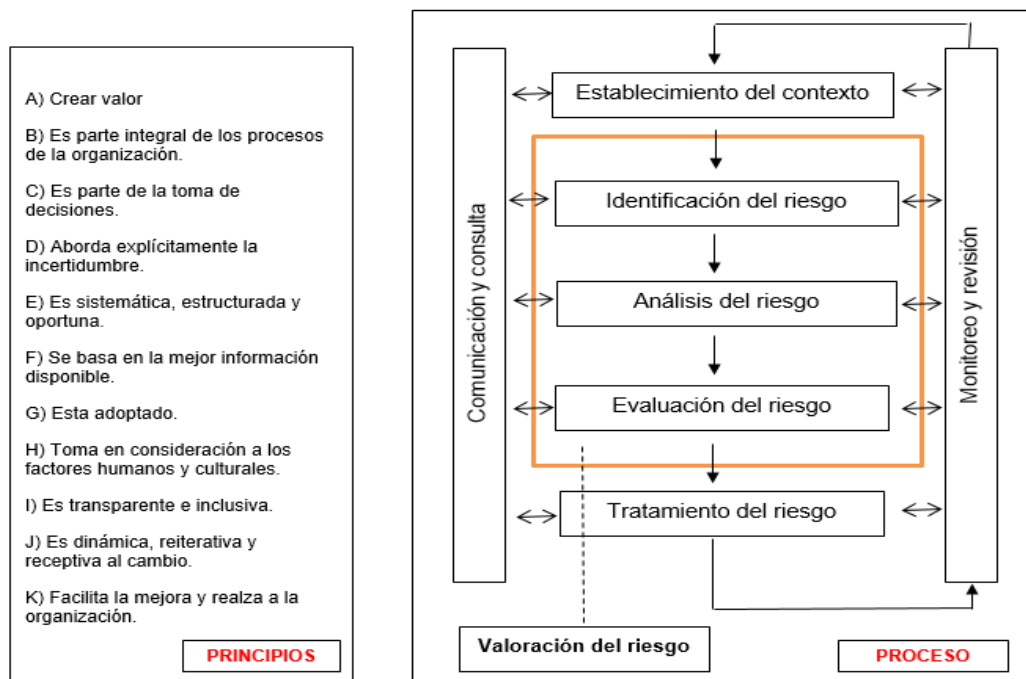 A) Crear valor
B) Es parte integral de los procesos
de la organización.
C) Es parte de la toma de
decisiones.
D) Aborda explícitamente la
incertidumbre.
E) Es sistemática, estructurada y
oportuna.
F) Se basa en la mejor información
disponible.
G) Esta adoptado.
H) Toma en consideración a los
factores humanos y culturales.
I) Es transparente e inclusiva.
J) Es dinámica, reiterativa y
receptiva al cambio.
K) Facilita la mejora y realza a la
organización.
PRINCIPIOS
Comunicación y consulta
Establecimiento del contexto
Identificación del riesgo
Análisis del riesgo
Evaluación del riesgo
Tratamiento del riesgo
Monitoreo y revisión
Valoración del riesgo
PROCESO